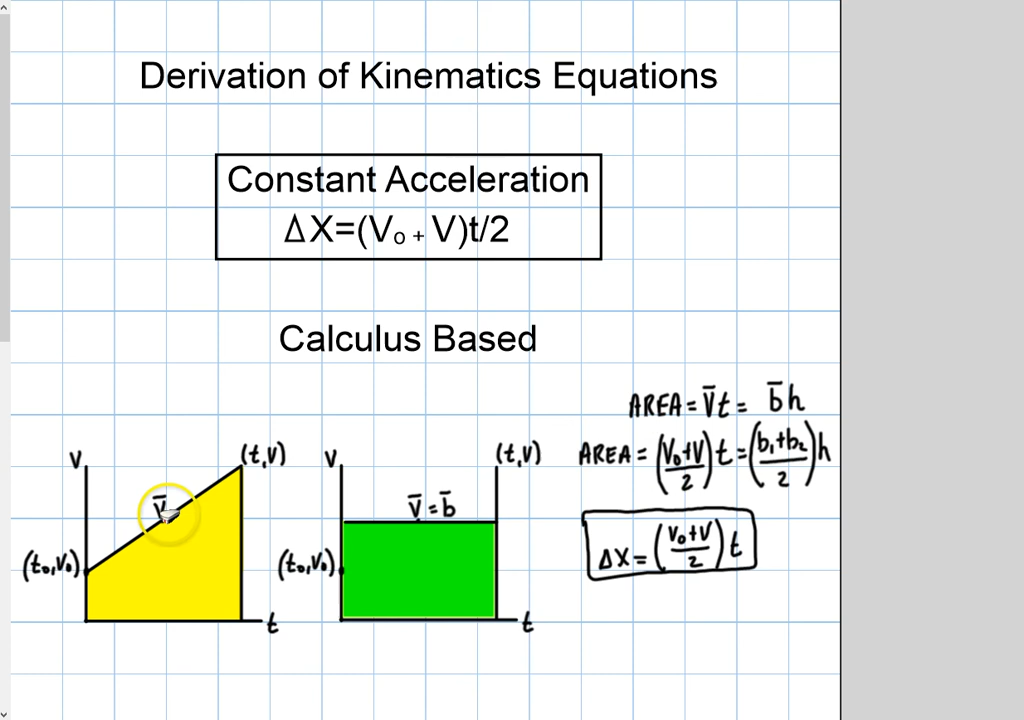 Derivation of Kinematics Equations
Constant Acceleration
ΔX=(V₀ + V)t/2
Calculus Based
AREA = V̄t = b̄h
AREA = (V₀+V/2)t = (b₁+b₂/2)h
ΔX = (V₀+V/2)t
V
(t,V)
V̄
(t₀,V₀)
t
V
(t,V)
V̄ = b̄
(t₀,V₀)
t